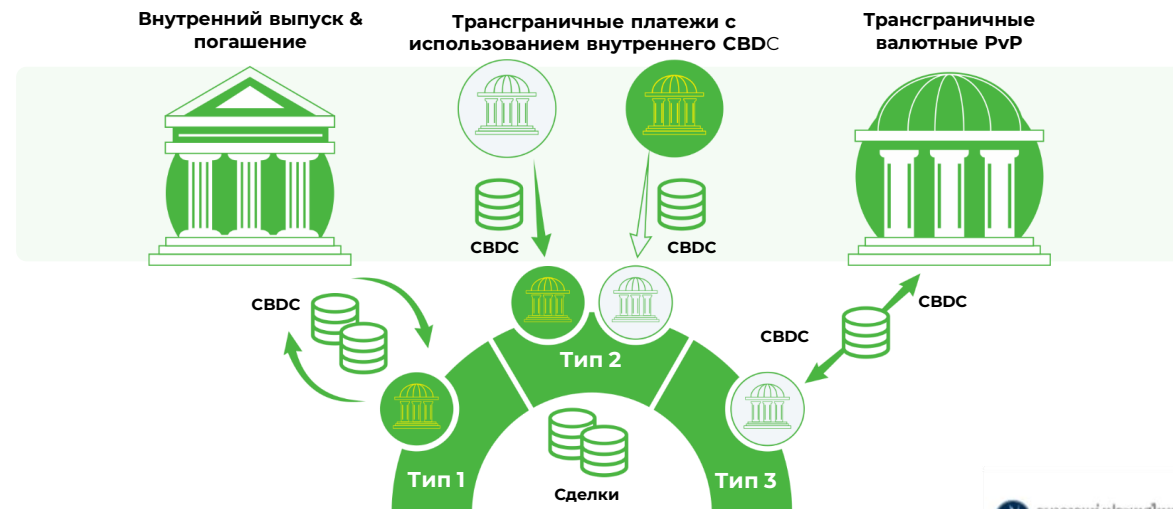 Внутренний выпуск &
погашение
Трансграничные платежи с
использованием внутреннего CBDC
Трансграничные
валютные PvP
CBDC
CBDC
CBDC
CBDC
CBDC
Тип 1
Тип 2
Тип 3
Сделки